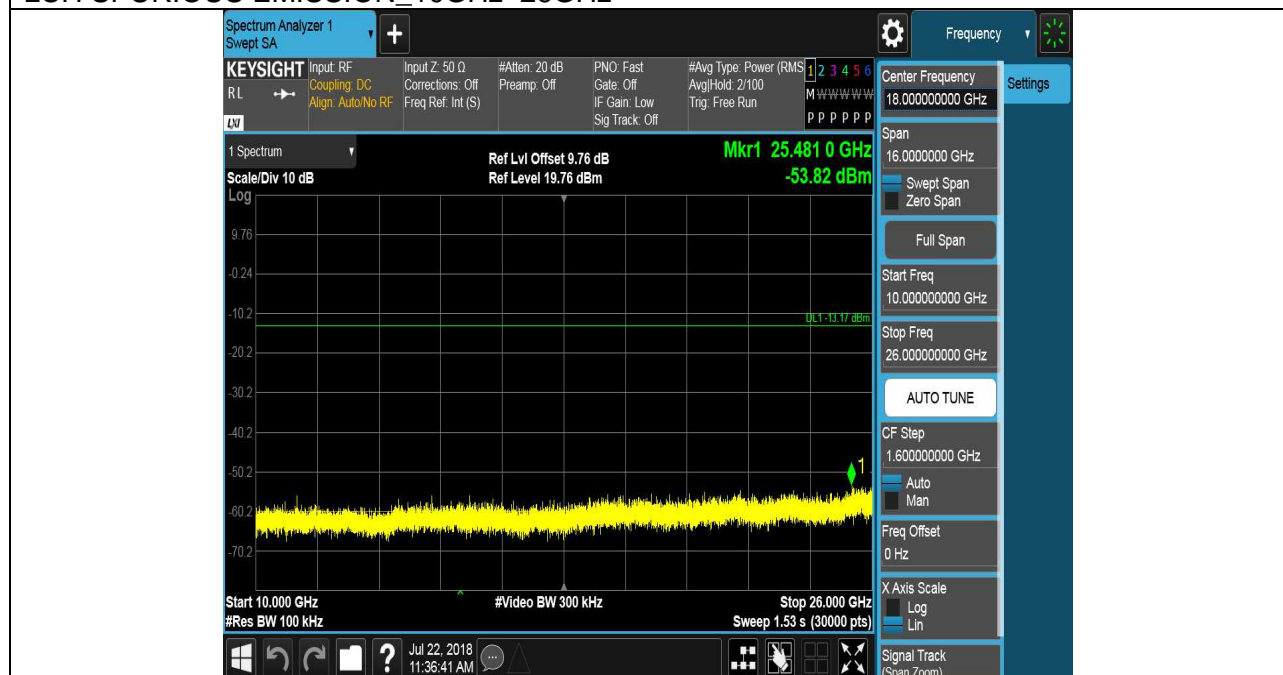 Spectrum Analyzer 1
Swept SA
+
Frequency
KEYSIGHT
RL
LXI
Input: RF
Coupling: DC
Align: Auto/No RF
Input Z: 50 Ω
Corrections: Off
Freq Ref: Int (S)
#Atten: 20 dB
Preamp: Off
PNO: Fast
Gate: Off
IF Gain: Low
Sig Track: Off
#Avg Type: Power (RMS
Avg|Hold: 2/100
Trig: Free Run
1 2 3 4 5 6
M W W W W W
P P P P P P
Center Frequency
18.000000000 GHz
Settings
Span
16.0000000 GHz
Swept Span
Zero Span
Full Span
Start Freq
10.000000000 GHz
Stop Freq
26.000000000 GHz
AUTO TUNE
CF Step
1.600000000 GHz
Auto
Man
Freq Offset
0 Hz
X Axis Scale
Log
Lin
Signal Track
(Span Zoom)
1 Spectrum
Scale/Div 10 dB
Log
Ref Lvl Offset 9.76 dB
Ref Level 19.76 dBm
Mkr1 25.481 0 GHz
-53.82 dBm
9.76
-0.24
-10.2
DL1 -13.17 dBm
-20.2
-30.2
-40.2
-50.2
1
-60.2
-70.2
Start 10.000 GHz
#Video BW 300 kHz
Stop 26.000 GHz
#Res BW 100 kHz
Sweep 1.53 s (30000 pts)
?
Jul 22, 2018
11:36:41 AM